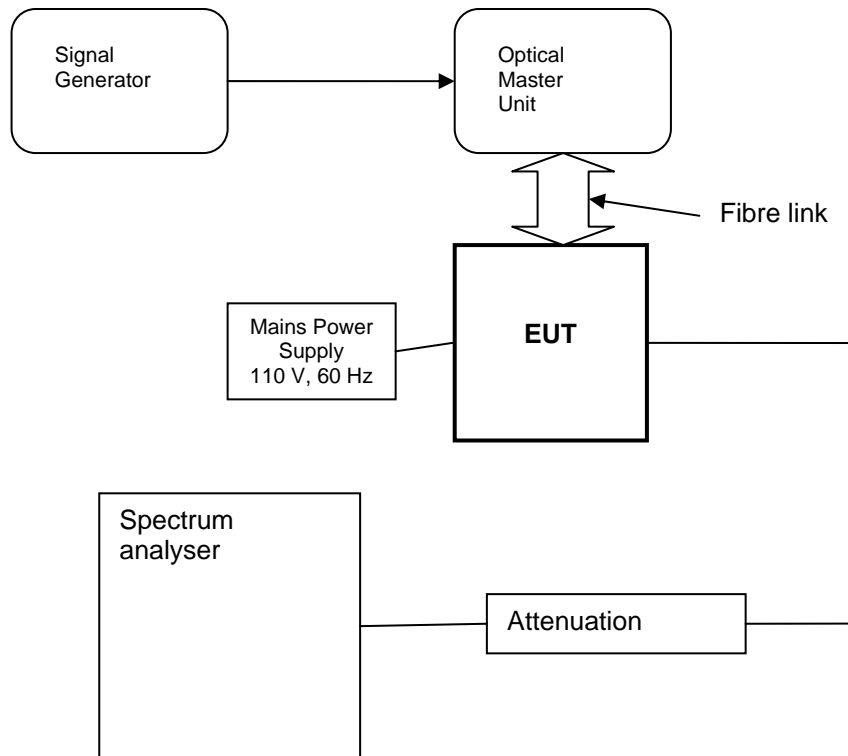 Signal
Generator
Optical
Master
Unit
Fibre link
Mains Power
Supply
110 V, 60 Hz
EUT
Spectrum
analyser
Attenuation